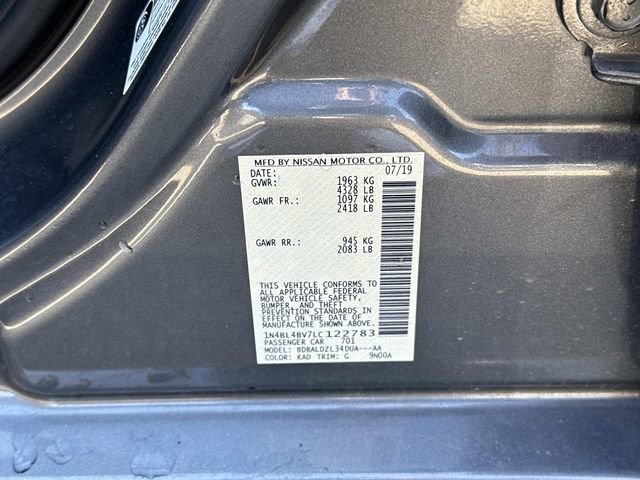 MFD BY NISSAN MOTOR CO., LTD.
DATE: 07/19
GVWR: 1963 KG
4328 LB
GAWR FR.: 1097 KG
2418 LB
GAWR RR.: 945 KG
2083 LB
THIS VEHICLE CONFORMS TO
ALL APPLICABLE FEDERAL
MOTOR VEHICLE SAFETY,
BUMPER, AND THEFT
PREVENTION STANDARDS IN
EFFECT ON THE DATE OF
MANUFACTURE SHOWN ABOVE.
1N4BL4BV7LC122783
PASSENGER CAR 701
MODEL: BDBALDZL34DUA---AA
COLOR: KAD TRIM: G 9N00A